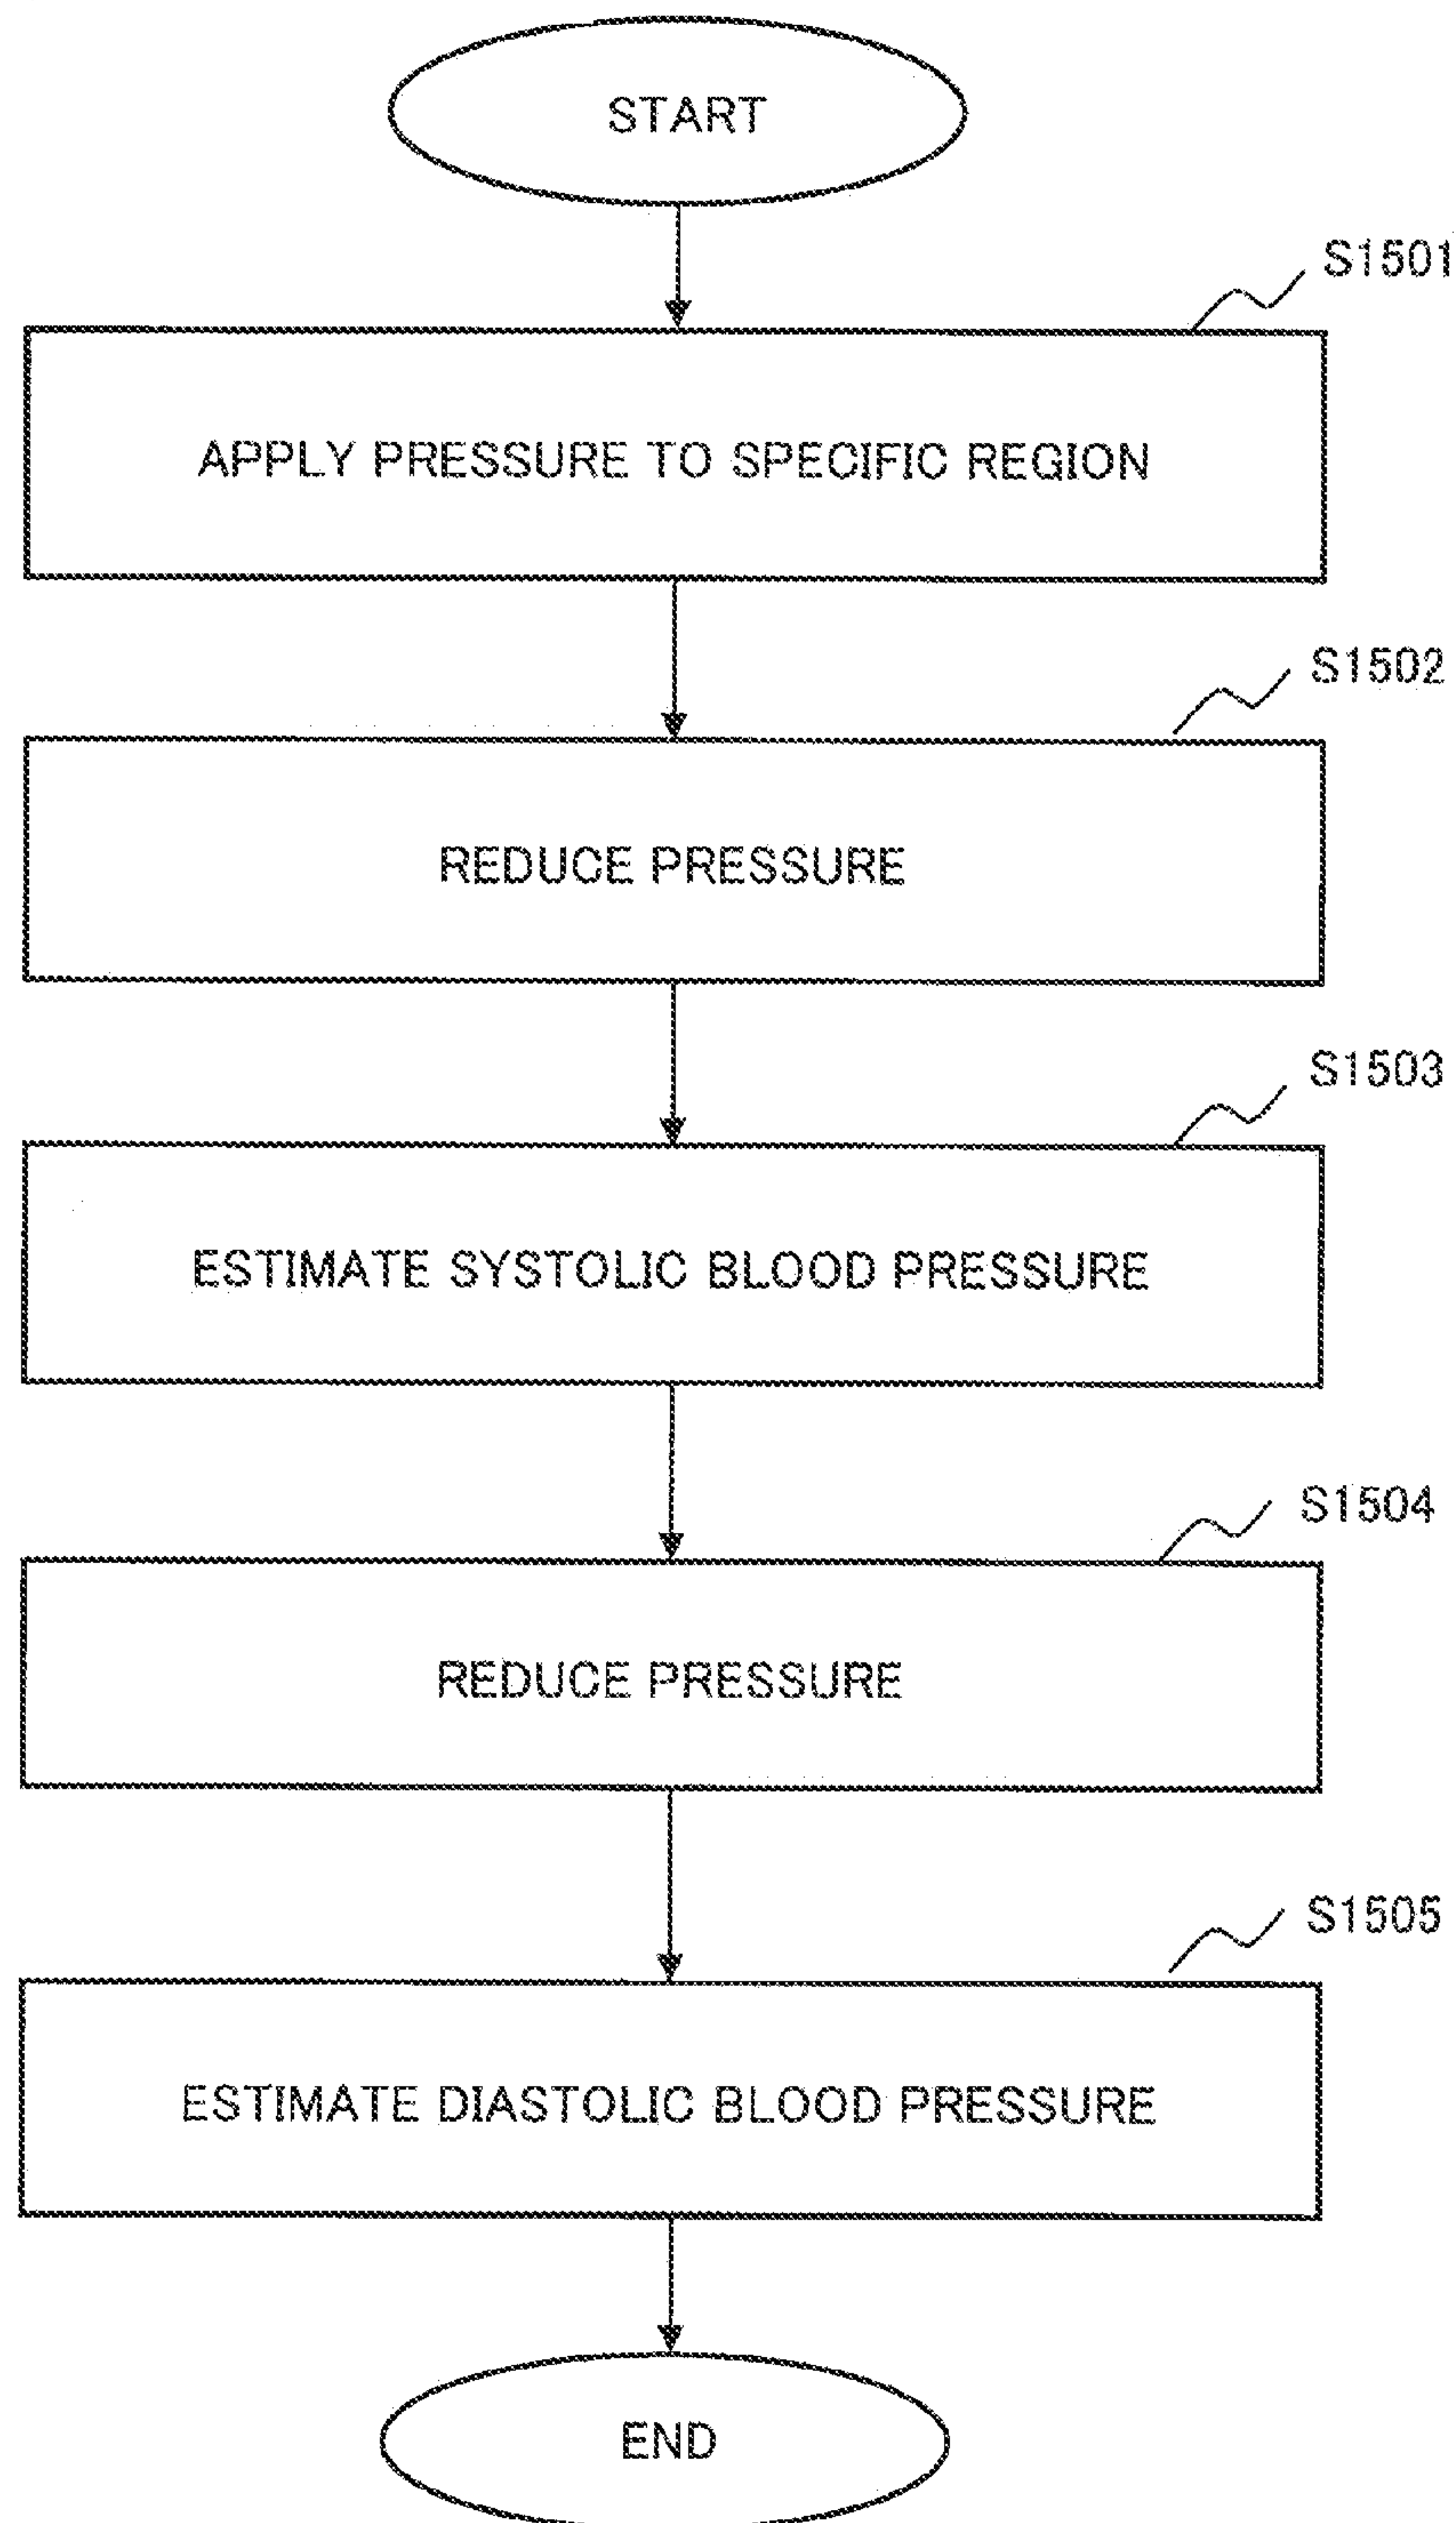 START
S1501
APPLY PRESSURE TO SPECIFIC REGION
S1502
REDUCE PRESSURE
S1503
ESTIMATE SYSTOLIC BLOOD PRESSURE
S1504
REDUCE PRESSURE
S1505
ESTIMATE DIASTOLIC BLOOD PRESSURE
END